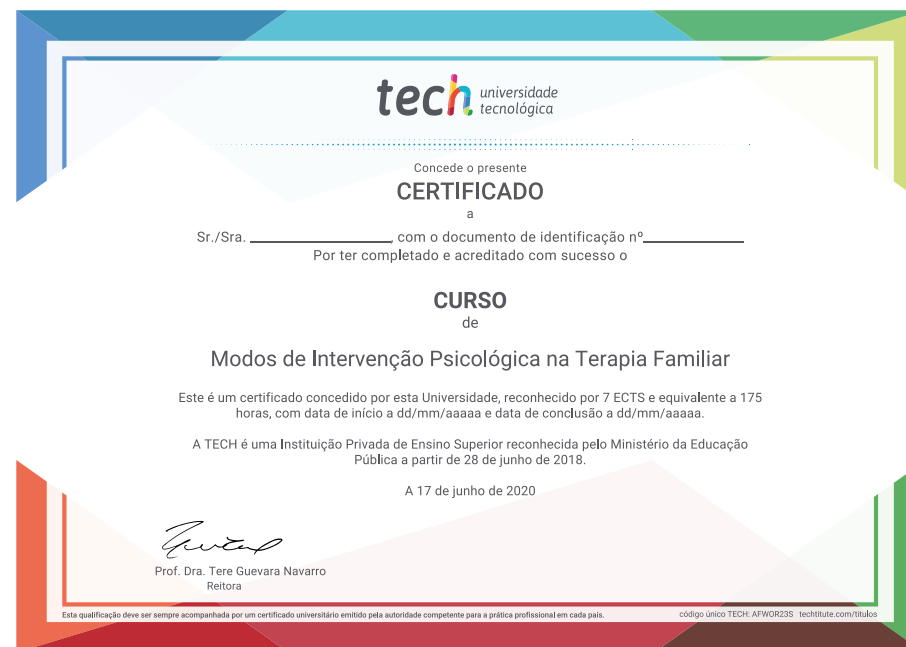 tech universidade
tecnológica
Concede o presente
CERTIFICADO
a
Sr./Sra. ____________________, com o documento de identificação nº______________
Por ter completado e acreditado com sucesso o
CURSO
de
Modos de Intervenção Psicológica na Terapia Familiar
Este é um certificado concedido por esta Universidade, reconhecido por 7 ECTS e equivalente a 175
horas, com data de início a dd/mm/aaaaa e data de conclusão a dd/mm/aaaaa.
A TECH é uma Instituição Privada de Ensino Superior reconhecida pelo Ministério da Educação
Pública a partir de 28 de junho de 2018.
A 17 de junho de 2020
Prof. Dra. Tere Guevara Navarro
Reitora
Esta qualificação deve ser sempre acompanhada por um certificado universitário emitido pela autoridade competente para a prática profissional em cada país.
código único TECH: AFWOR23S techtitute.com/titulos